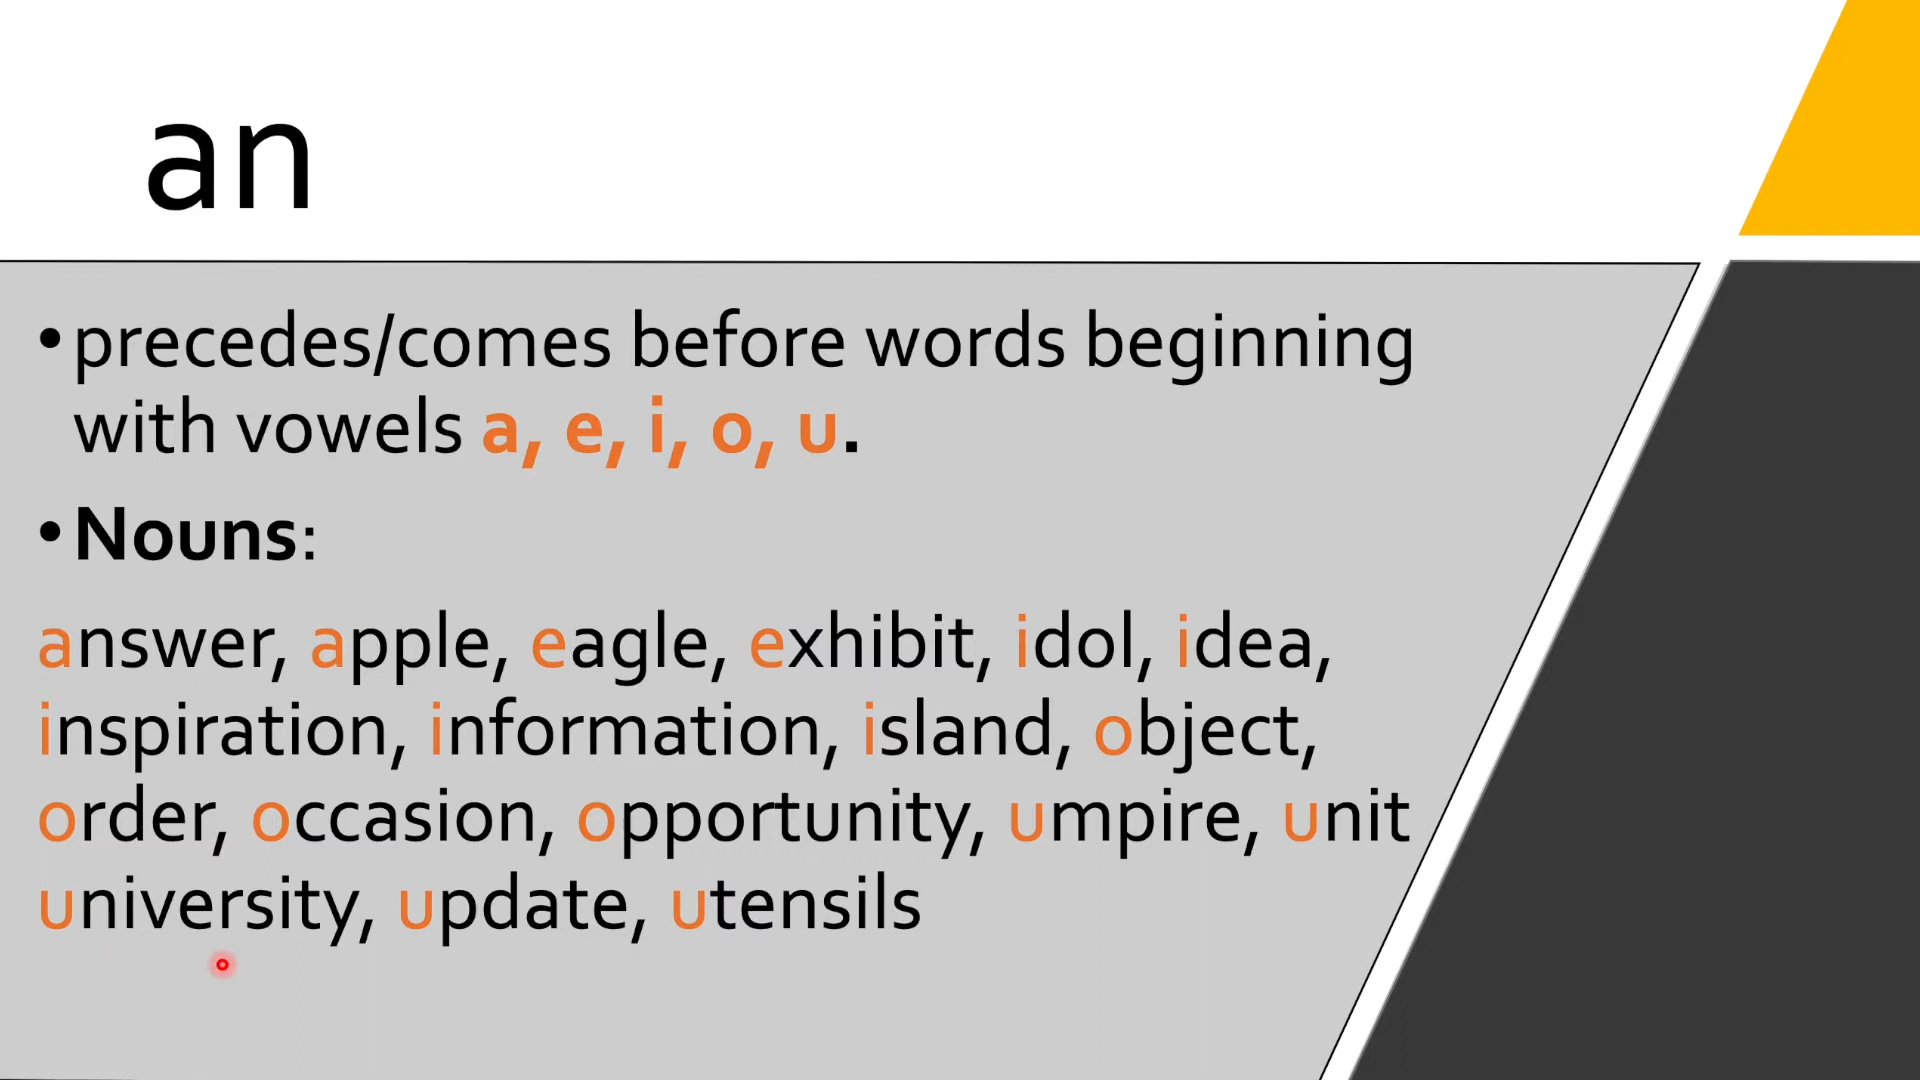 an
• precedes/comes before words beginning
with vowels a, e, i, o, u.
• Nouns:
answer, apple, eagle, exhibit, idol, idea,
inspiration, information, island, object,
order, occasion, opportunity, umpire, unit
university, update, utensils